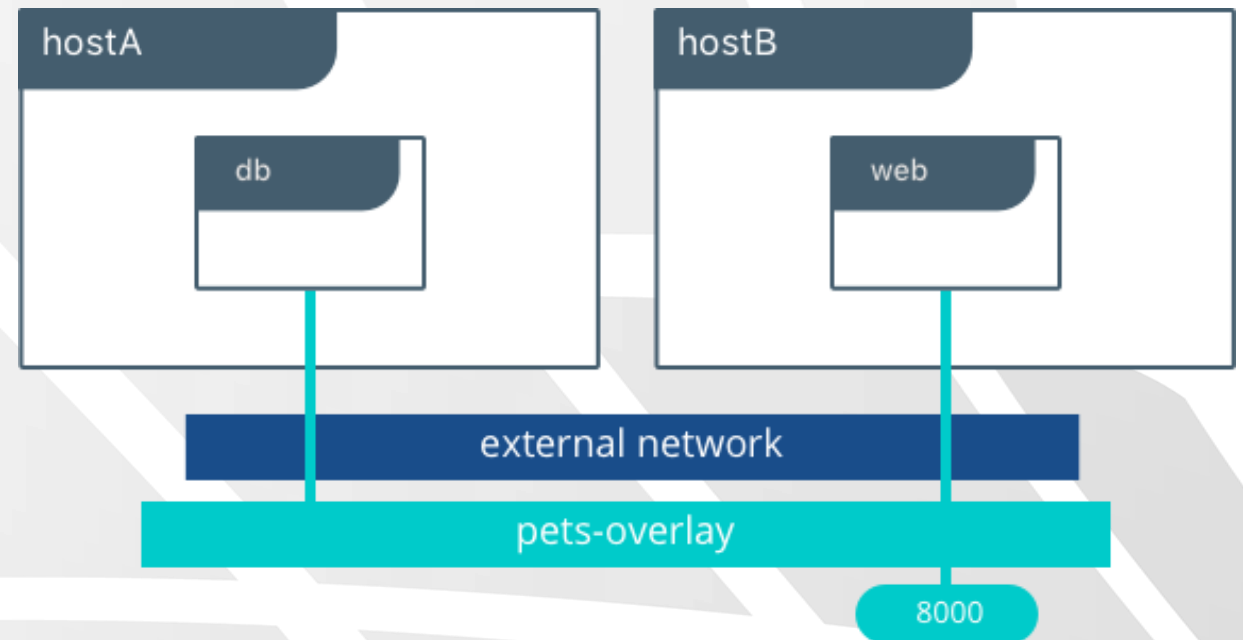 hostA
hostB
db
web
external network
pets-overlay
8000